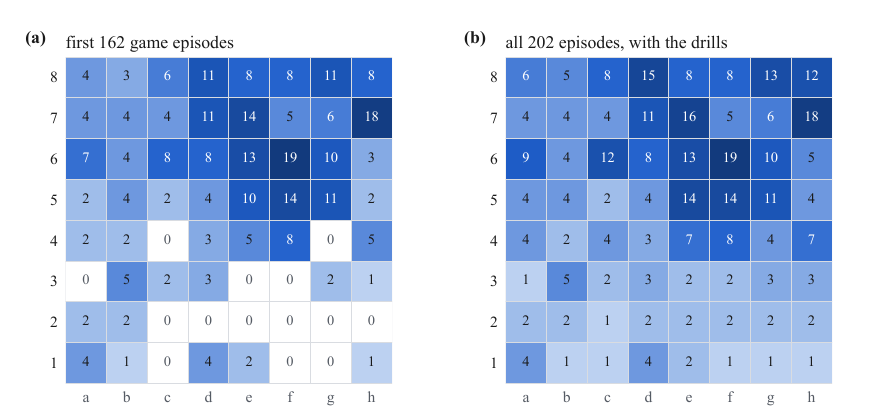 (a) first 162 game episodes
8 4 3 6 11 8 8 11 8
7 4 4 4 11 14 5 6 18
6 7 4 8 8 13 19 10 3
5 2 4 2 4 10 14 11 2
4 2 2 0 3 5 8 0 5
3 0 5 2 3 0 0 2 1
2 2 2 0 0 0 0 0 0
1 4 1 0 4 2 0 0 1
a b c d e f g h
(b) all 202 episodes, with the drills
8 6 5 8 15 8 8 13 12
7 4 4 4 11 16 5 6 18
6 9 4 12 8 13 19 10 5
5 4 4 2 4 14 14 11 4
4 4 2 4 3 7 8 4 7
3 1 5 2 3 2 2 3 3
2 2 2 1 2 2 2 2 2
1 4 1 1 4 2 1 1 1
a b c d e f g h